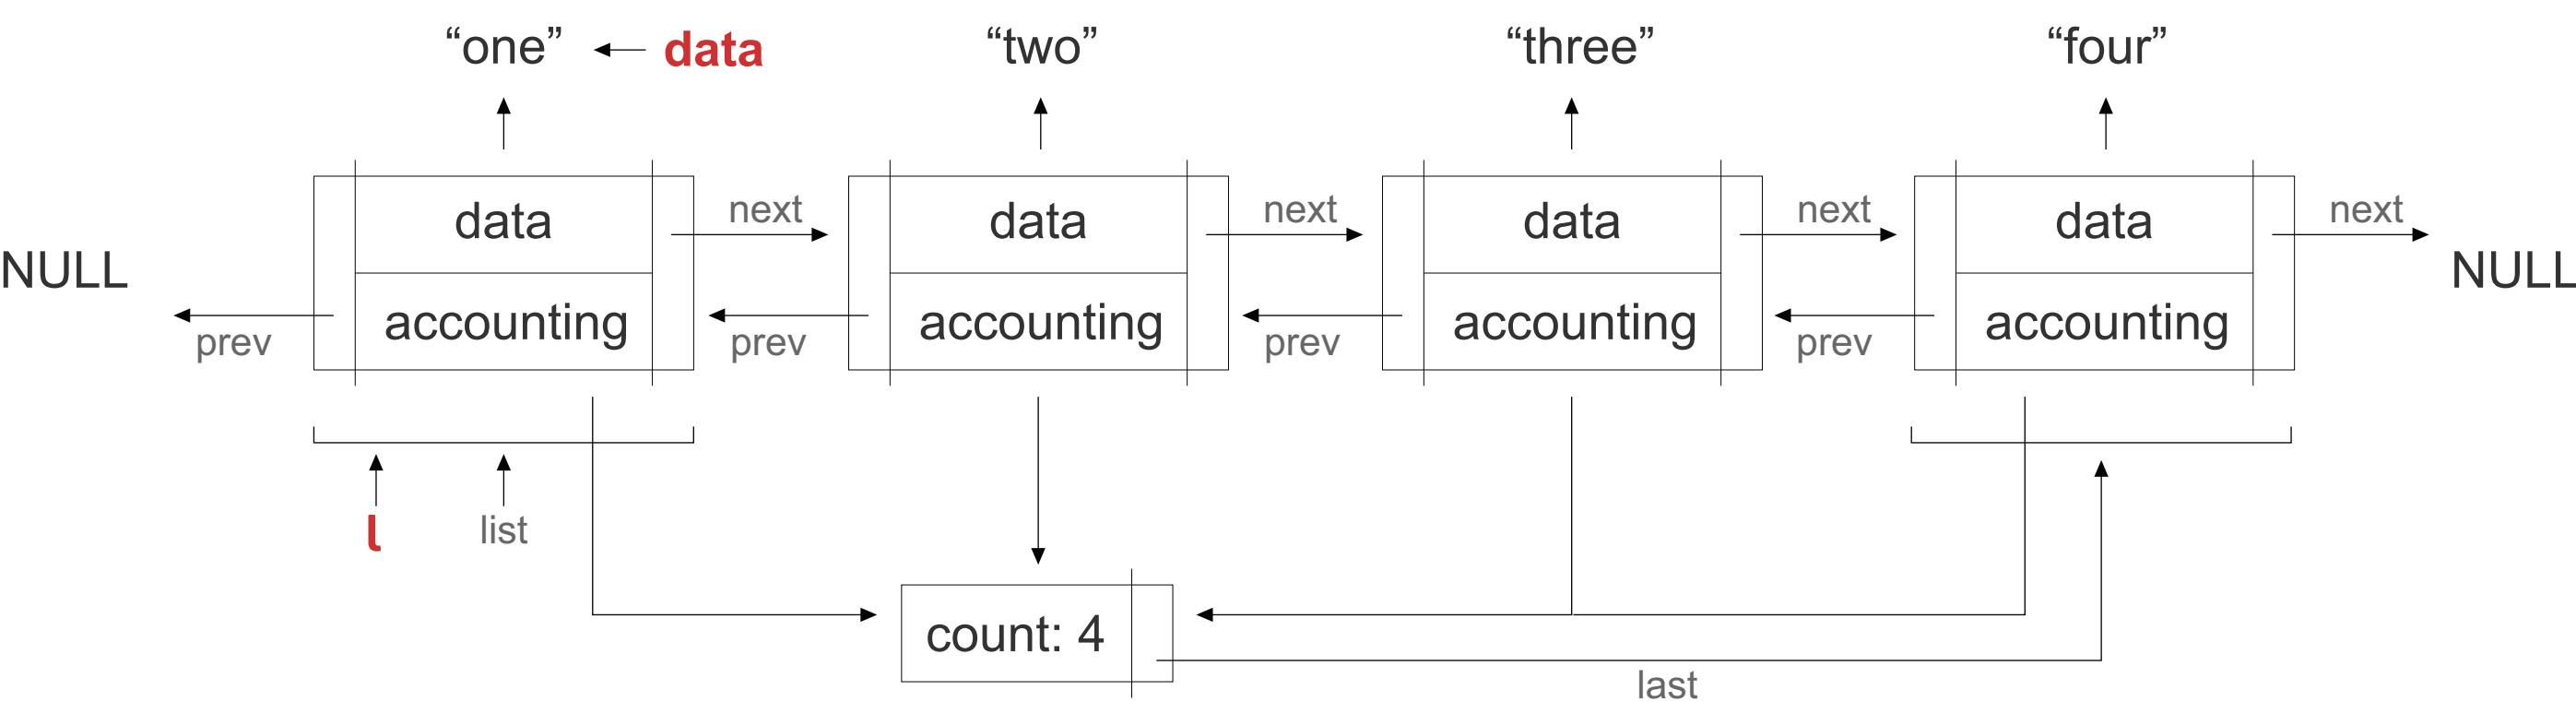 “one” data “two” “three” “four”
data next data next data next data next
NULL NULL
accounting accounting accounting accounting
prev prev prev prev
l list
count: 4
last